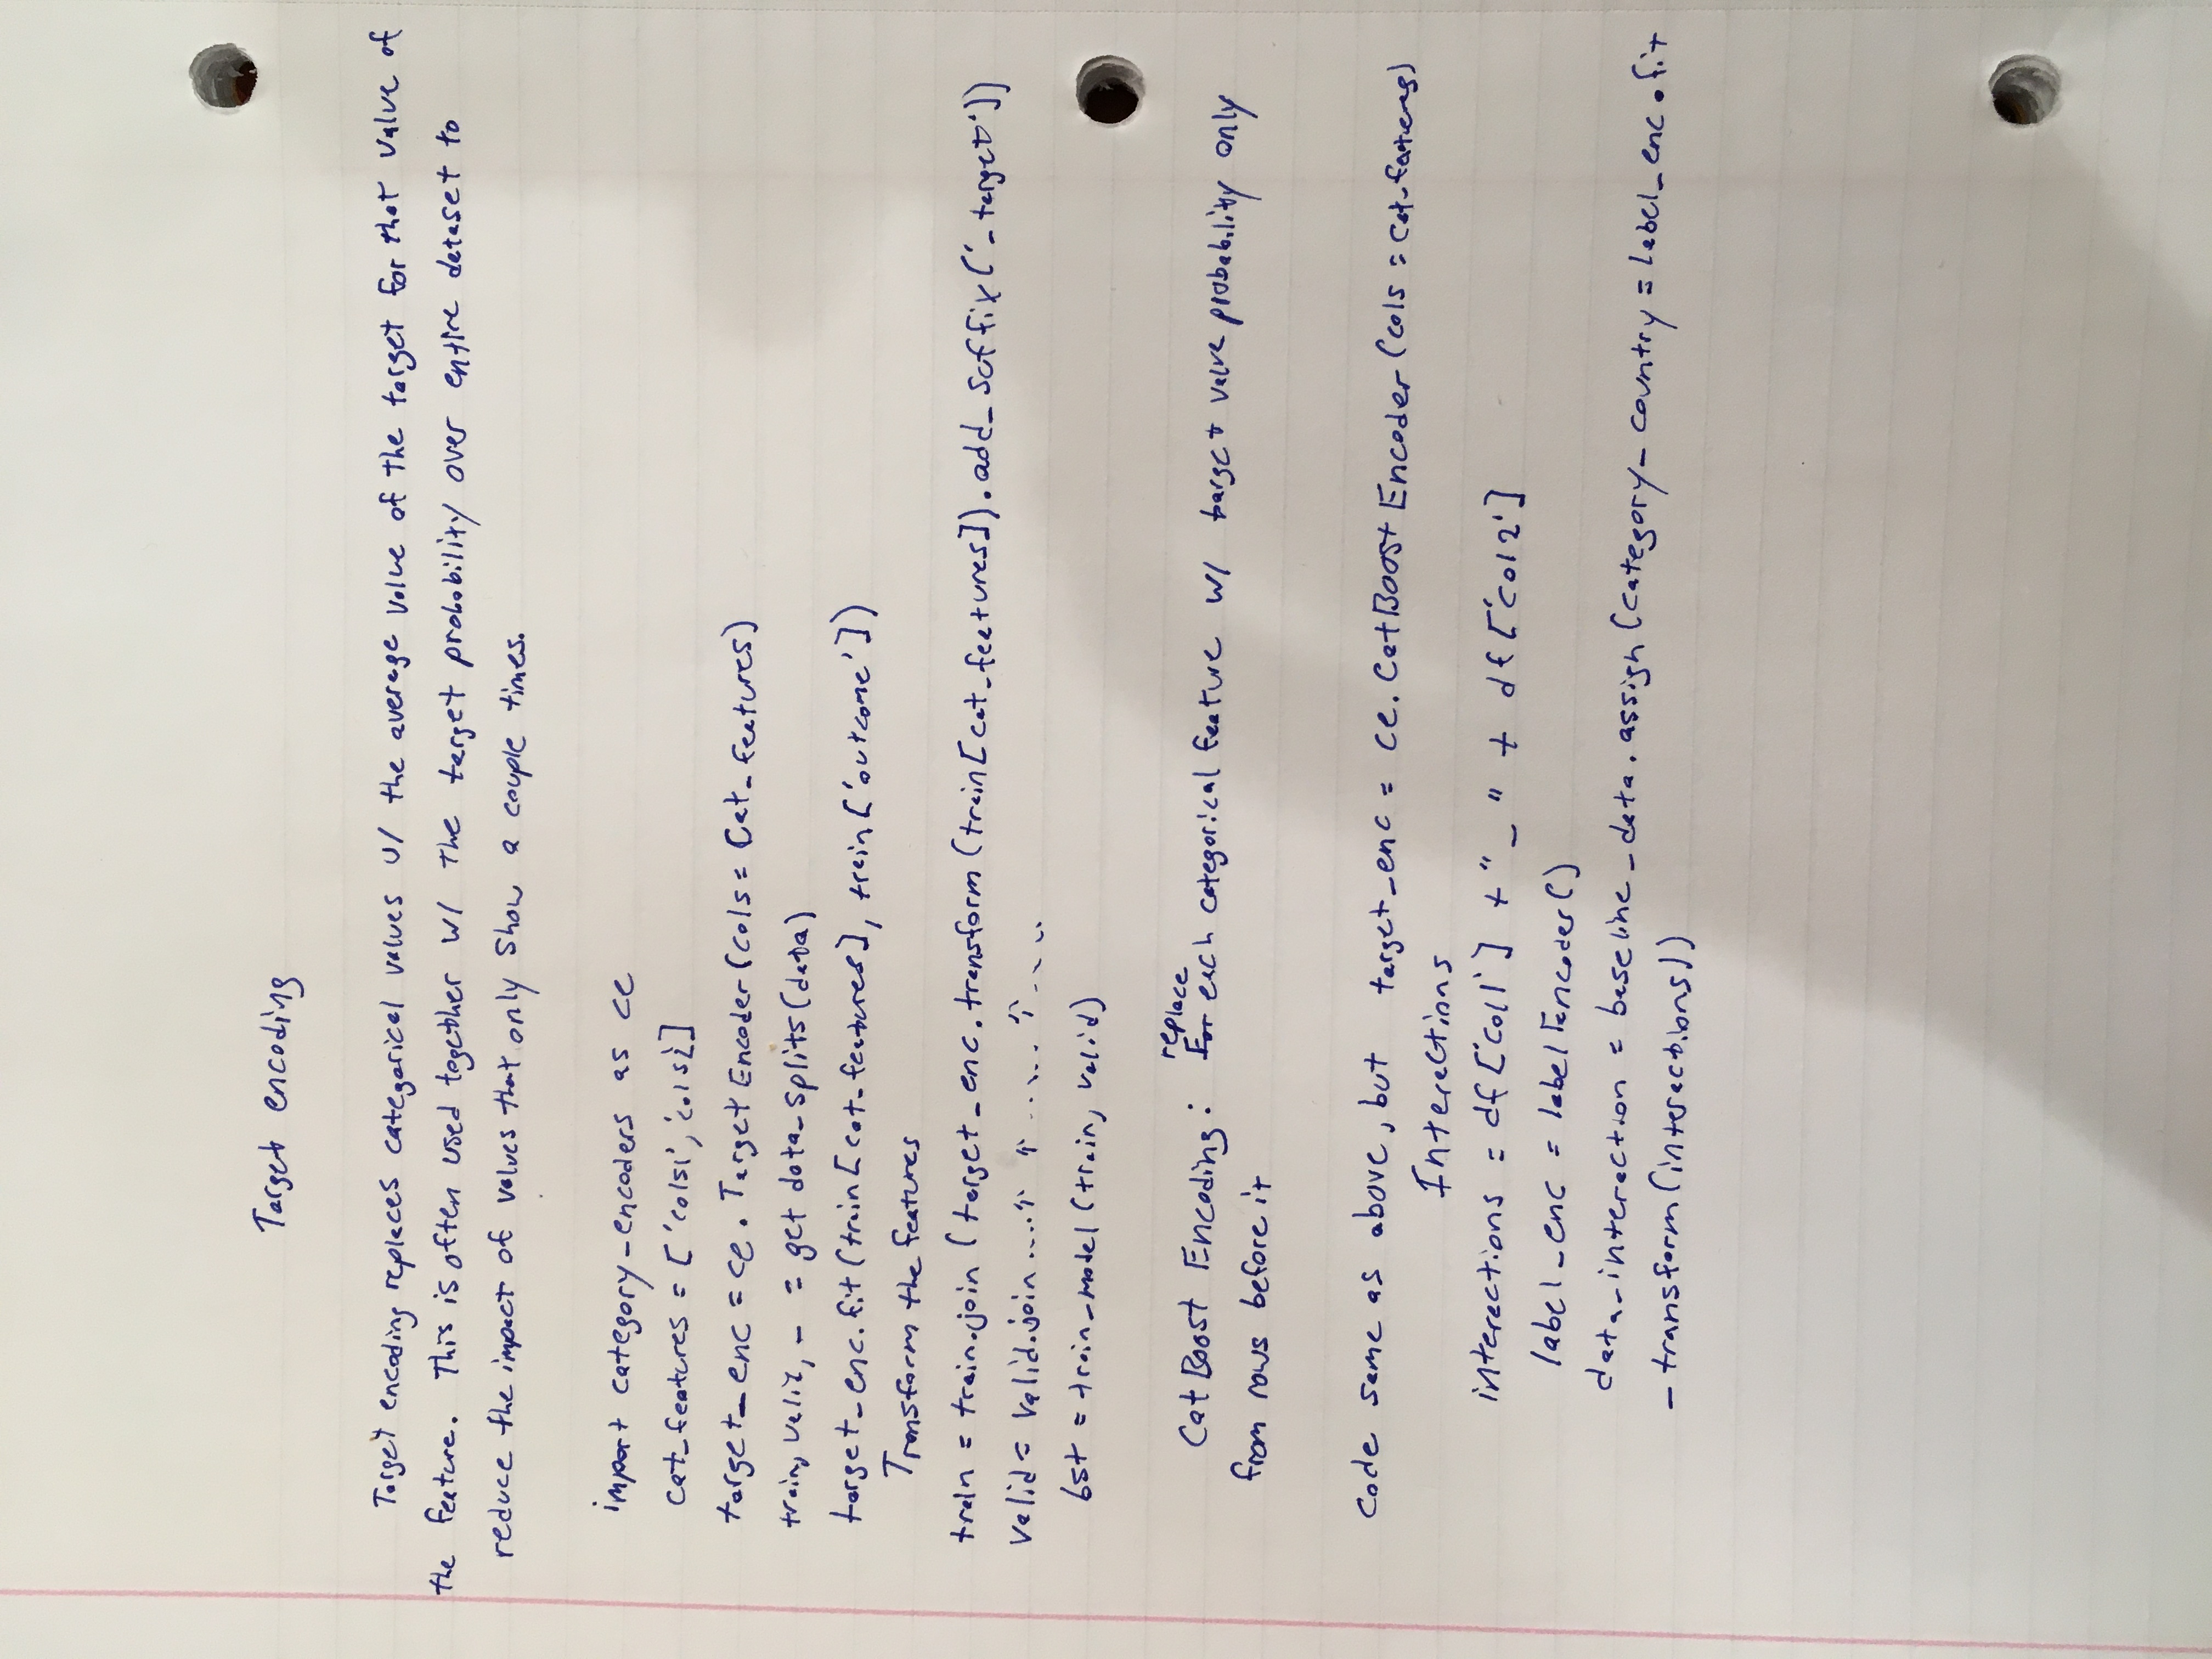 Target encoding
Target encoding replaces categorical values w/ the average value of the target for that value of
the feature. This is often used together w/ the target probability over entire dataset to
reduce the impact of values that only show a couple times.
import category_encoders as ce
cat_features = ['cols1', 'cols2']
target_enc = ce.TargetEncoder(cols = cat_features)
train, valid, _ = get data_splits(data)
target_enc.fit(train[cat_features], train['outcome'])
Transform the features
train = train.join(target_enc.transform(train[cat_features]).add_suffix('_target'))
valid = valid.join ....↑ ↑ ..... ↑ ....
bst = train_model(train, valid)
replace
CatBoost Encoding: For each categorical feature w/ target value probability only
from rows before it
Code same as above, but target_enc = ce.CatBoostEncoder(cols = cat_features)
Interactions
interactions = df['col1'] + "_" + df['col2']
label_enc = labelEncoder()
data_interaction = baseline_data.assign(category_country = label_enc.fit
_transform(interactions))